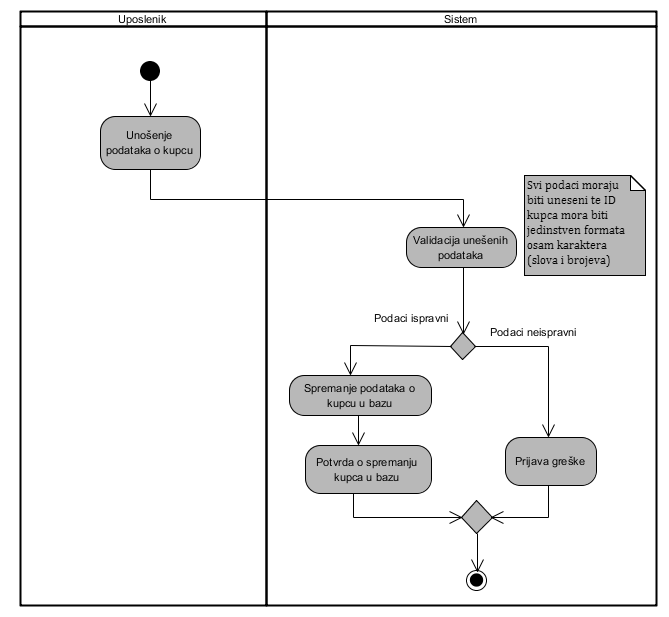 Uposlenik
Sistem
Unošenje
podataka o kupcu
Svi podaci moraju
biti uneseni te ID
kupca mora biti
jedinstven formata
osam karaktera
(slova i brojeva)
Validacija unešenih
podataka
Podaci ispravni
Podaci neispravni
Spremanje podataka o
kupcu u bazu
Potvrda o spremanju
kupca u bazu
Prijava greške